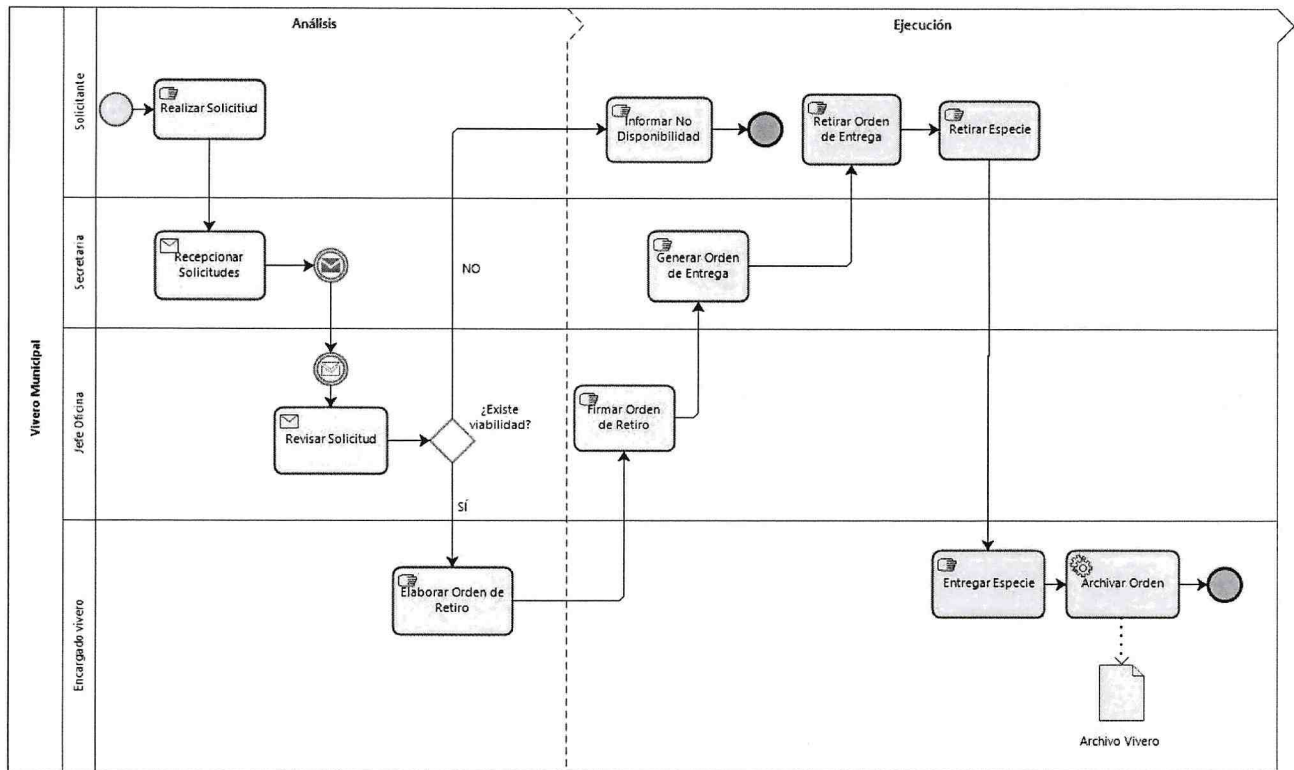 Análisis
Ejecución
Vivero Municipal
Solicitante
Realizar Solicitiud
Informar No
Disponibilidad
Retirar Orden
de Entrega
Retirar Especie
Secretaria
Recepcionar
Solicitudes
NO
Generar Orden
de Entrega
Jefe Oficina
Revisar Solicitud
¿Existe
viabilidad?
SÍ
Firmar Orden
de Retiro
Encargado vivero
Elaborar Orden de
Retiro
Entregar Especie
Archivar Orden
Archivo Vivero